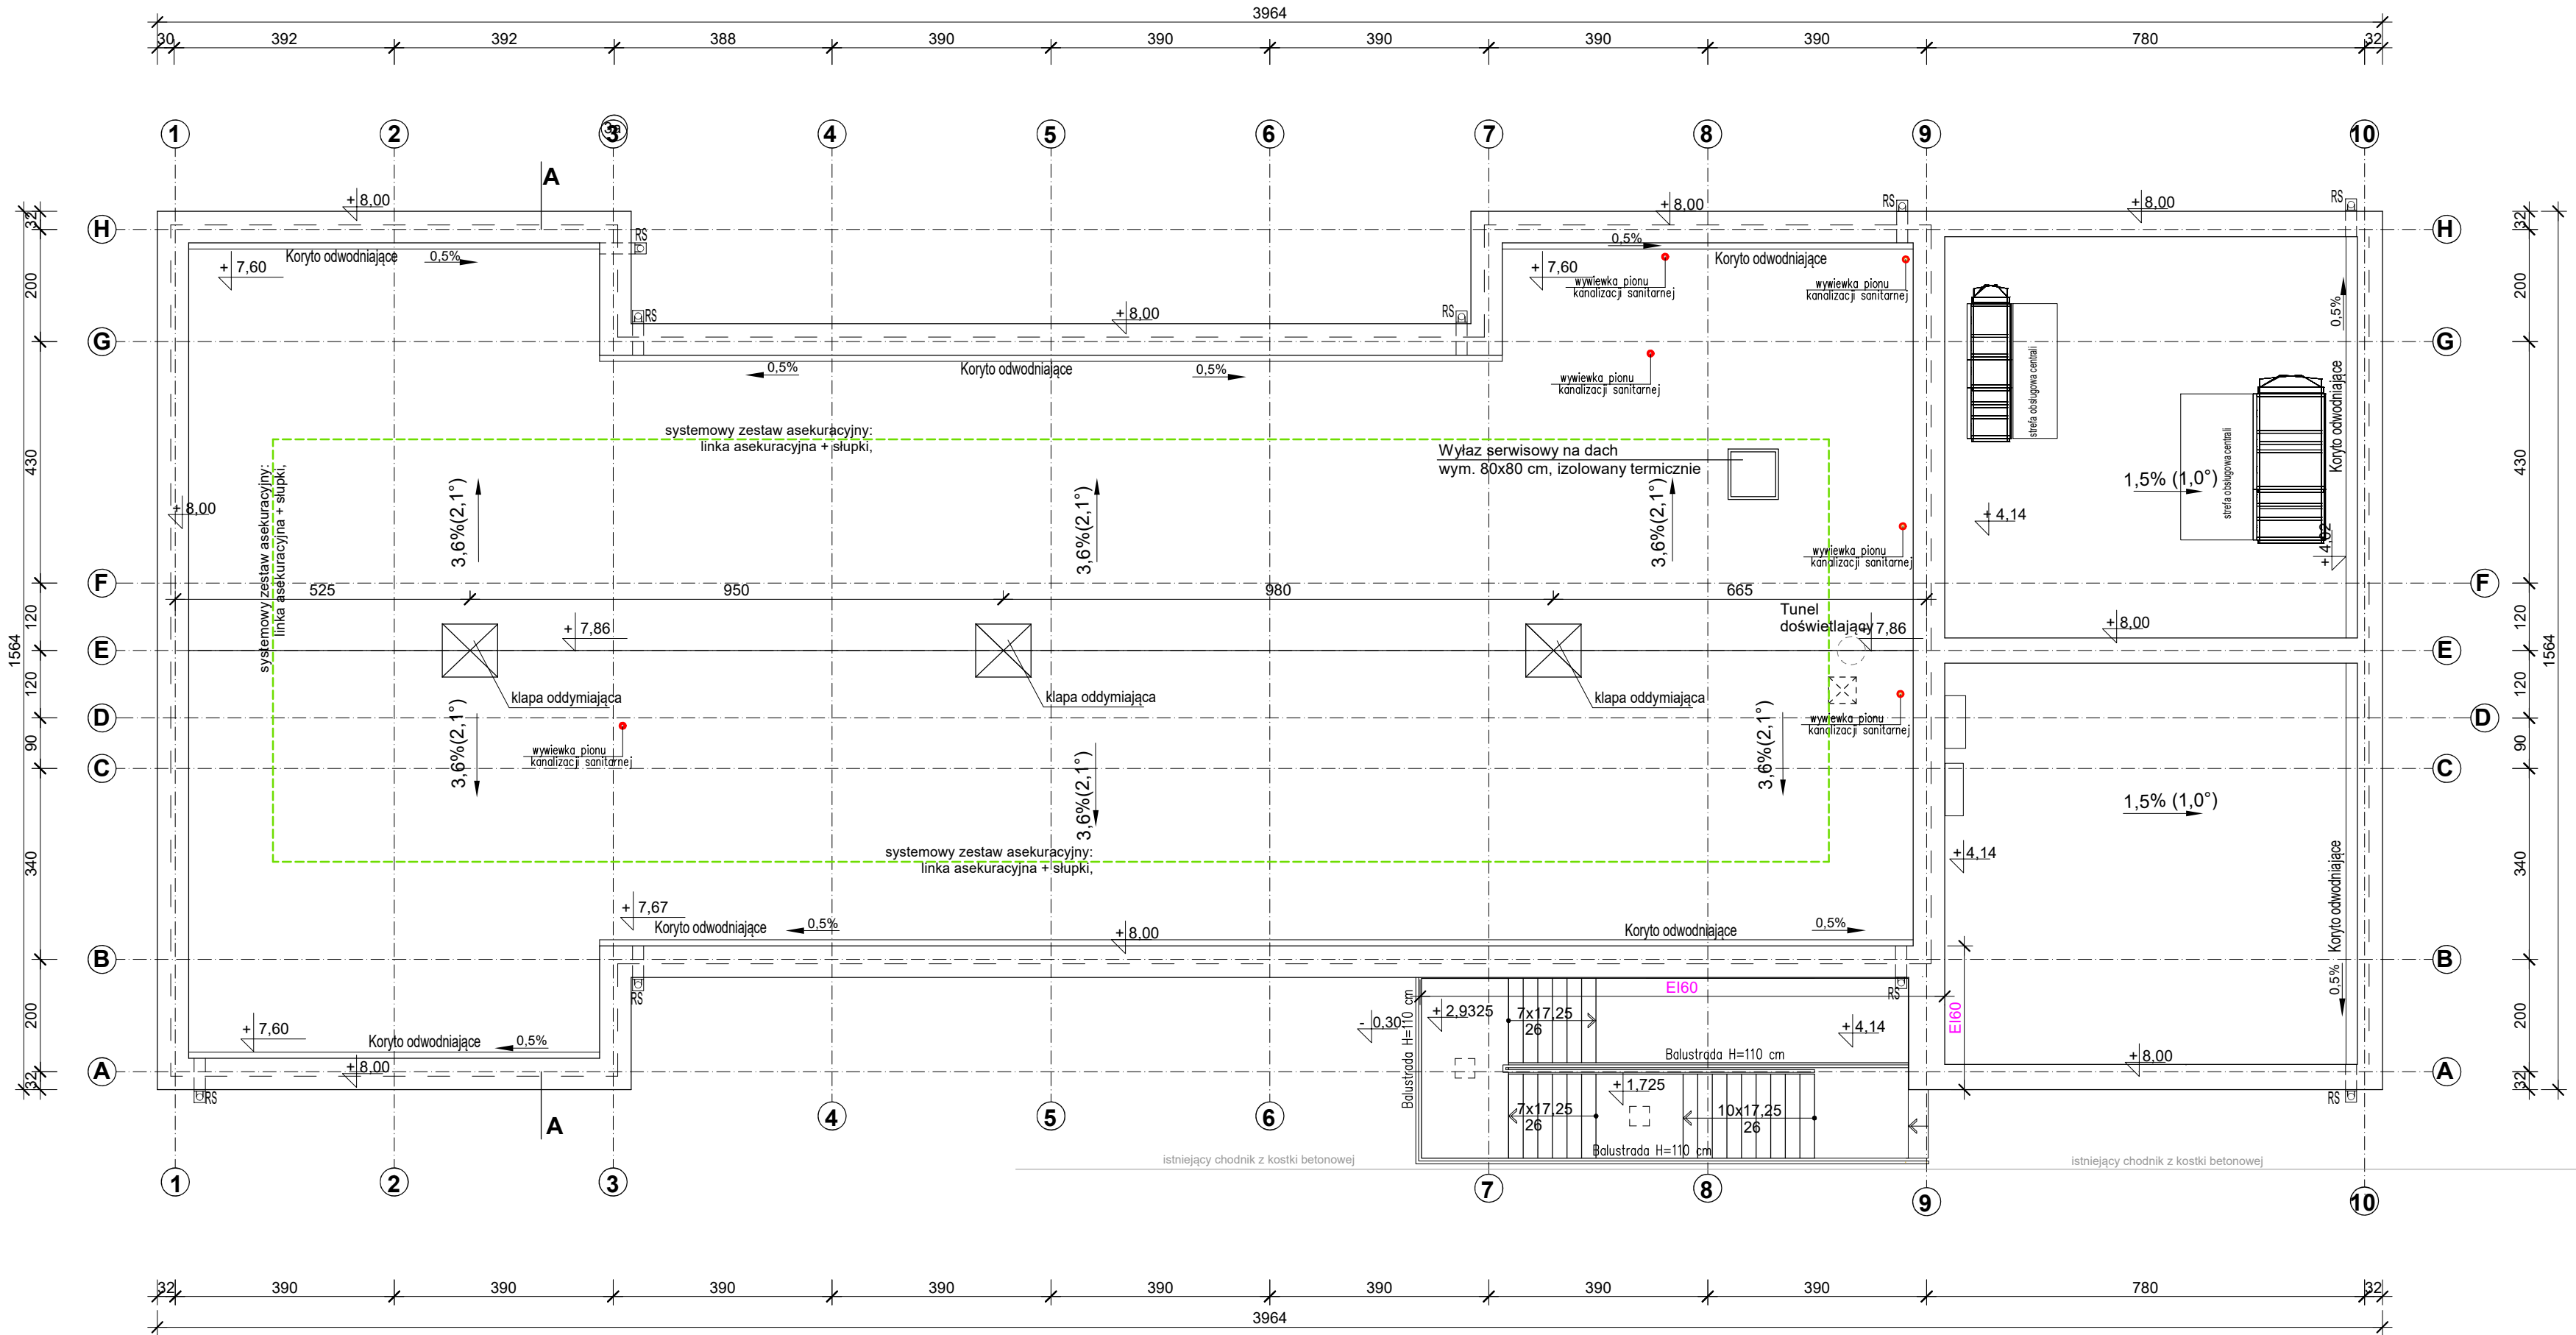 3964
30 392 392 388 390 390 390 390 390 780 32
1 2 3 4 5 6 7 8 9 10
3a
A
+ 8,00
+ 8,00
+ 8,00
RS
RS
H
H
32
32
RS
0,5%
Koryto odwodniające
0,5%
Koryto odwodniające
+ 7,60
+ 7,60
wywiewka pionu
kanalizacji sanitarnej
wywiewka pionu
kanalizacji sanitarnej
200
200
0,5%
RS
+ 8,00
RS
G
G
Koryto odwodniające
0,5%
0,5%
wywiewka pionu
kanalizacji sanitarnej
strefa obsługowa centrali
Koryto odwodniające
systemowy zestaw asekuracyjny:
linka asekuracyjna + słupki,
Wyłaz serwisowy na dach
wym. 80x80 cm, izolowany termicznie
430
430
systemowy zestaw asekuracyjny:
linka asekuracyjna + słupki,
+ 8,00
3,6%(2,1°)
3,6%(2,1°)
3,6%(2,1°)
1,5% (1,0°)
strefa obsługowa centrali
+ 4,14
+ 4,02
wywiewka pionu
kanalizacji sanitarnej
F
F
525 950 980 665
Tunel
doświetlający
120
120
+ 7,86
+ 7,86
+ 8,00
1564
1564
E
E
120
120
klapa oddymiająca
klapa oddymiająca
klapa oddymiająca
D
D
wywiewka pionu
kanalizacji sanitarnej
wywiewka pionu
kanalizacji sanitarnej
90
90
3,6%(2,1°)
3,6%(2,1°)
3,6%(2,1°)
C
C
1,5% (1,0°)
systemowy zestaw asekuracyjny:
linka asekuracyjna + słupki,
+ 4,14
340
340
Koryto odwodniające
+ 7,67
Koryto odwodniające
0,5%
+ 8,00
Koryto odwodniające
0,5%
B
B
0,5%
RS
RS
EI60
EI60
Balustrada H=110 cm
- 0,30
+ 2,9325
7x17,25
26
+ 4,14
200
200
+ 7,60
Koryto odwodniające
0,5%
Balustrada H=110 cm
+ 8,00
+ 8,00
A
A
32
32
RS
RS
+ 1,725
7x17,25
26
10x17,25
26
Balustrada H=110 cm
A
istniejący chodnik z kostki betonowej
istniejący chodnik z kostki betonowej
4 5 6
1 2 3 7 8 9 10
32 390 390 390 390 390 390 390 390 780 32
3964